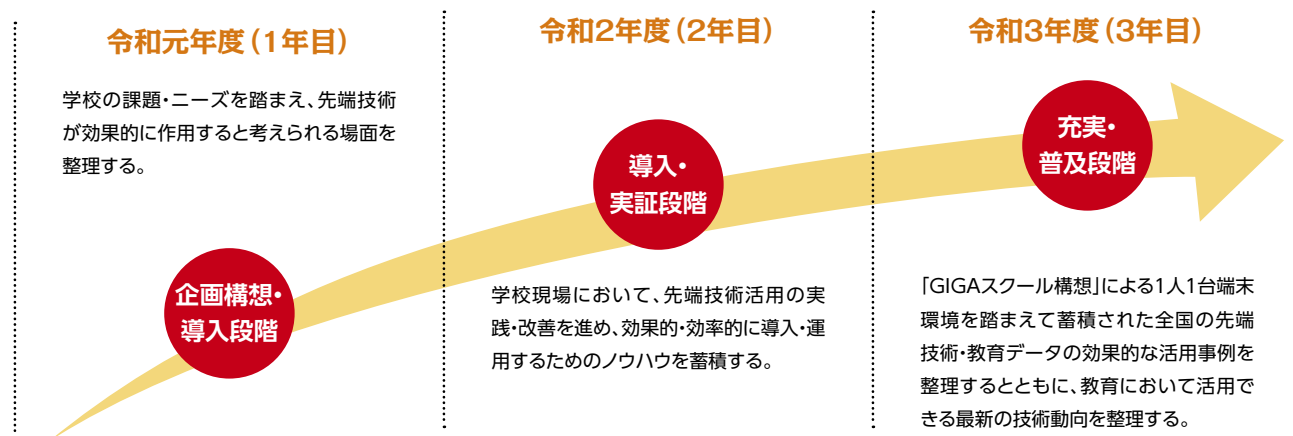 令和元年度（1年目）
学校の課題・ニーズを踏まえ、先端技術
が効果的に作用すると考えられる場面を
整理する。
企画構想・
導入段階
令和2年度（2年目）
導入・
実証段階
学校現場において、先端技術活用の実
践・改善を進め、効果的・効率的に導入・運
用するためのノウハウを蓄積する。
令和3年度（3年目）
充実・
普及段階
「GIGAスクール構想」による1人1台端末
環境を踏まえて蓄積された全国の先端
技術・教育データの効果的な活用事例を
整理するとともに、教育において活用で
きる最新の技術動向を整理する。